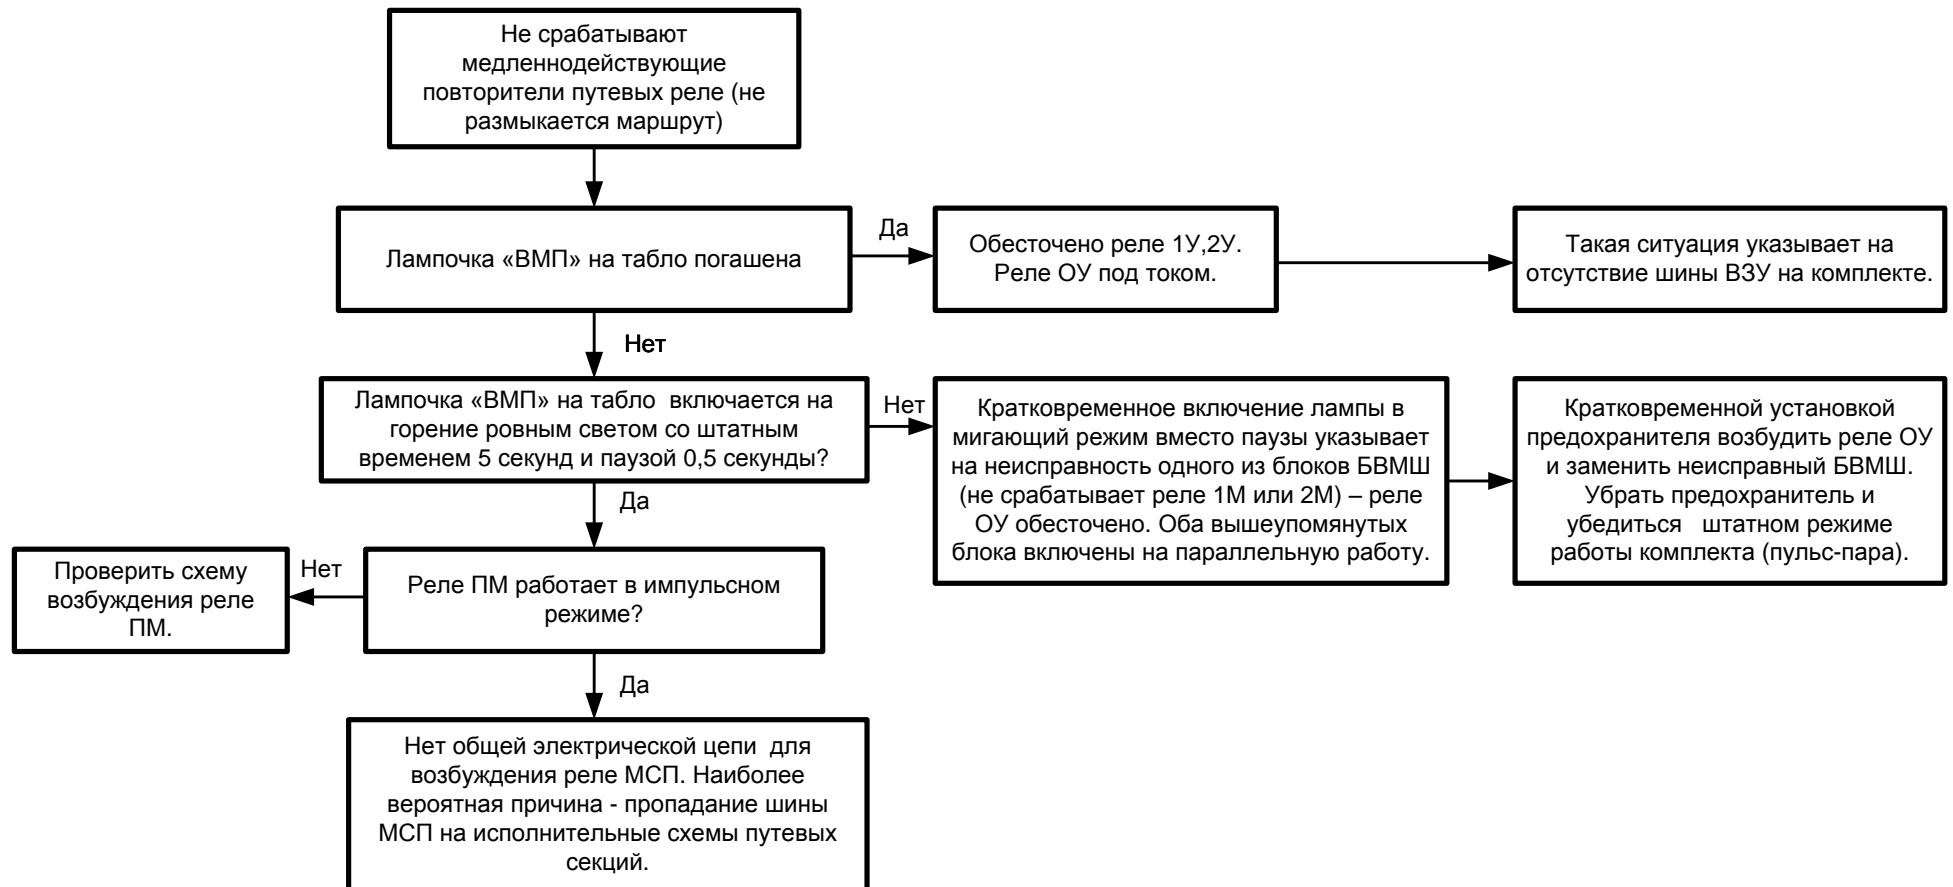 Не срабатывают
медленнодействующие
повторители путевых реле (не
размыкается маршрут)
Лампочка «ВМП» на табло погашена
Да
Обесточено реле 1У,2У.
Реле ОУ под током.
Такая ситуация указывает на
отсутствие шины ВЗУ на комплекте.
Нет
Лампочка «ВМП» на табло включается на
горение ровным светом со штатным
временем 5 секунд и паузой 0,5 секунды?
Нет
Кратковременное включение лампы в
мигающий режим вместо паузы указывает
на неисправность одного из блоков БВМШ
(не срабатывает реле 1М или 2М) – реле
ОУ обесточено. Оба вышеупомянутых
блока включены на параллельную работу.
Кратковременной установкой
предохранителя возбудить реле ОУ
и заменить неисправный БВМШ.
Убрать предохранитель и
убедиться штатном режиме
работы комплекта (пульс-пара).
Да
Реле ПМ работает в импульсном
режиме?
Нет
Проверить схему
возбуждения реле
ПМ.
Да
Нет общей электрической цепи для
возбуждения реле МСП. Наиболее
вероятная причина - пропадание шины
МСП на исполнительные схемы путевых
секций.